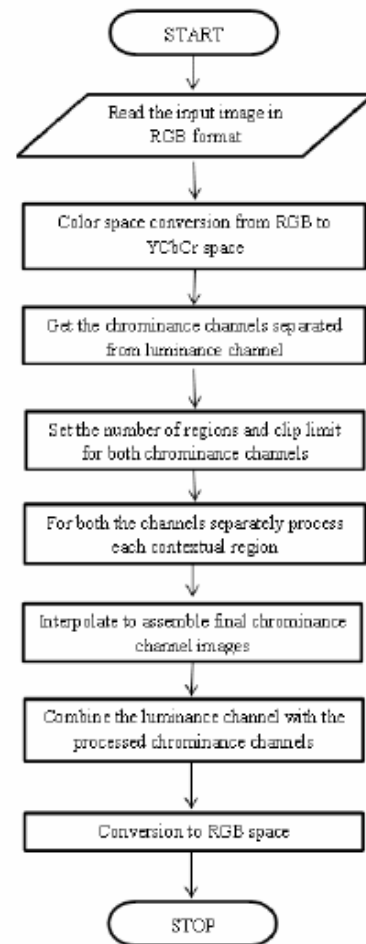 START
Read the input image in
RGB format
Color space conversion from RGB to
YCbCr space
Get the chrominance channels separated
from luminance channel
Set the number of regions and clip limit
for both chrominance channels
For both the channels separately process
each contextual region
Interpolate to assemble final chrominance
channel images
Combine the luminance channel with the
processed chrominance channels
Conversion to RGB space
STOP